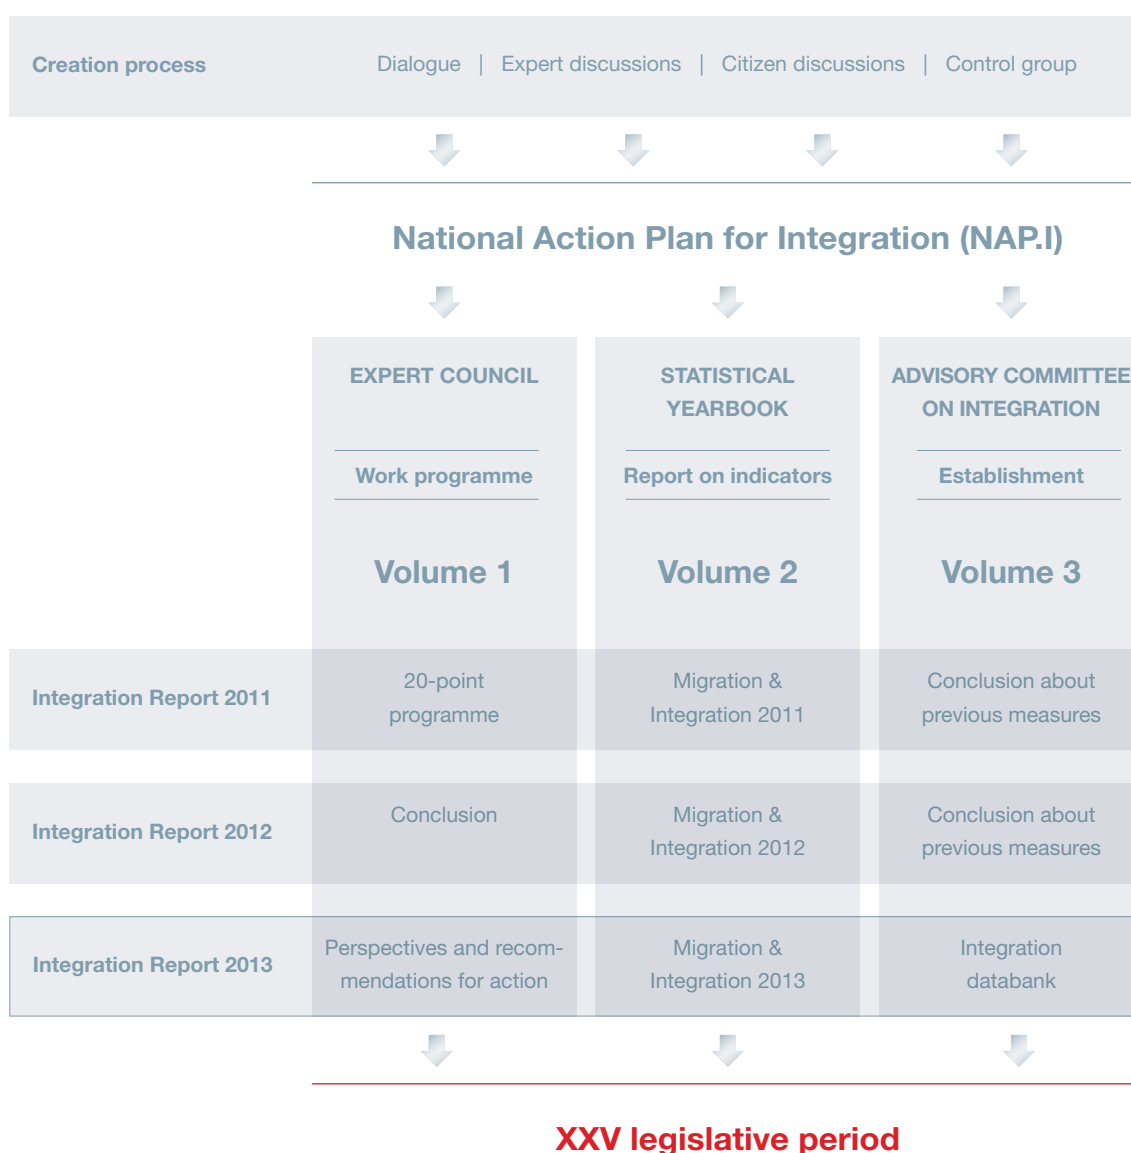 Creation process
Dialogue | Expert discussions | Citizen discussions | Control group
National Action Plan for Integration (NAP.I)
EXPERT COUNCIL
Work programme
Volume 1
STATISTICAL
YEARBOOK
Report on indicators
Volume 2
ADVISORY COMMITTEE
ON INTEGRATION
Establishment
Volume 3
Integration Report 2011
20-point
programme
Migration &
Integration 2011
Conclusion about
previous measures
Integration Report 2012
Conclusion
Migration &
Integration 2012
Conclusion about
previous measures
Integration Report 2013
Perspectives and recom-
mendations for action
Migration &
Integration 2013
Integration
databank
XXV legislative period